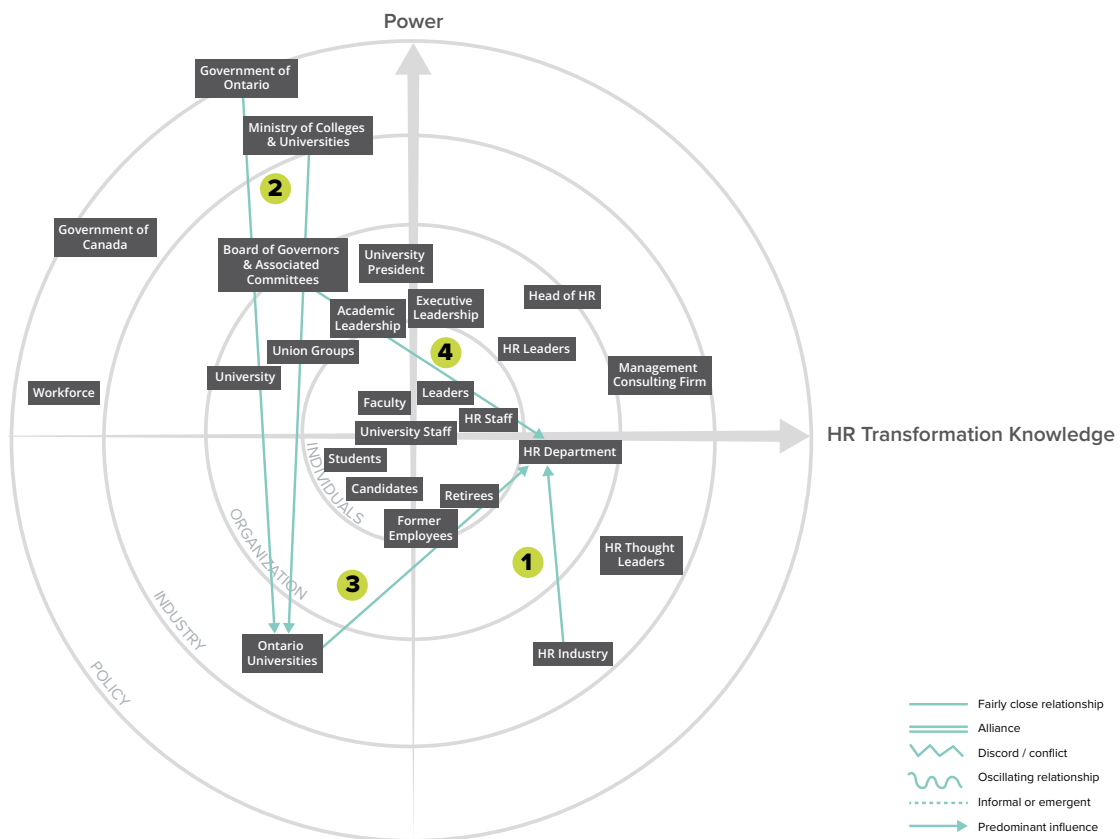 Power
Government of
Ontario
Ministry of Colleges
& Universities
2
Government of
Canada
Board of Governors
& Associated
Committees
University
President
Head of HR
Executive
Leadership
Academic
Leadership
Union Groups
4
HR Leaders
University
Management
Consulting Firm
Workforce
Leaders
Faculty
HR Staff
University Staff
HR Transformation Knowledge
HR Department
Students
INDIVIDUALS
Candidates
Retirees
Former
Employees
ORGANIZATION
HR Thought
Leaders
1
3
INDUSTRY
Ontario
Universities
HR Industry
POLICY
Fairly close relationship
Alliance
Discord / conflict
Oscillating relationship
Informal or emergent
Predominant influence